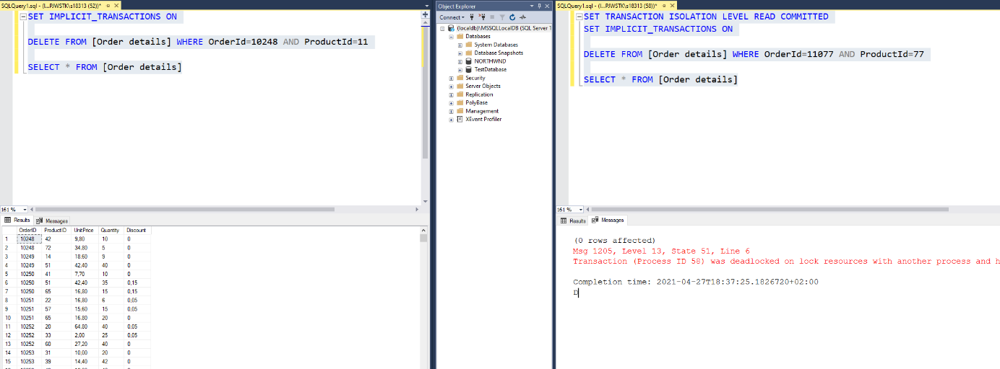 SQLQuery1.sql - (l...PJWSTK\s18313 (52))*
SET IMPLICIT_TRANSACTIONS ON
DELETE FROM [Order details] WHERE OrderId=10248 AND ProductId=11
SELECT * FROM [Order details]
161 %
Results Messages
OrderID ProductID UnitPrice Quantity Discount
1 10248 42 9,80 10 0
2 10248 72 34,80 5 0
3 10249 14 18,60 9 0
4 10249 51 42,40 40 0
5 10250 41 7,70 10 0
6 10250 51 42,40 35 0,15
7 10250 65 16,80 15 0,15
8 10251 22 16,80 6 0,05
9 10251 57 15,60 15 0,05
10 10251 65 16,80 20 0
11 10252 20 64,80 40 0,05
12 10252 33 2,00 25 0,05
13 10252 60 27,20 40 0
14 10253 31 10,00 20 0
15 10253 39 14,40 42 0
Object Explorer
Connect
(localdb)\MSSQLLocalDB (SQL Server 1
Databases
System Databases
Database Snapshots
NORTHWND
TestDatabase
Security
Server Objects
Replication
PolyBase
Management
XEvent Profiler
SQLQuery1.sql - (l...PJWSTK\s18313 (58))*
SET TRANSACTION ISOLATION LEVEL READ COMMITTED
SET IMPLICIT_TRANSACTIONS ON
DELETE FROM [Order details] WHERE OrderId=11077 AND ProductId=77
SELECT * FROM [Order details]
161 %
Results Messages
(0 rows affected)
Msg 1205, Level 13, State 51, Line 6
Transaction (Process ID 58) was deadlocked on lock resources with another process and h
Completion time: 2021-04-27T18:37:25.1826720+02:00
D